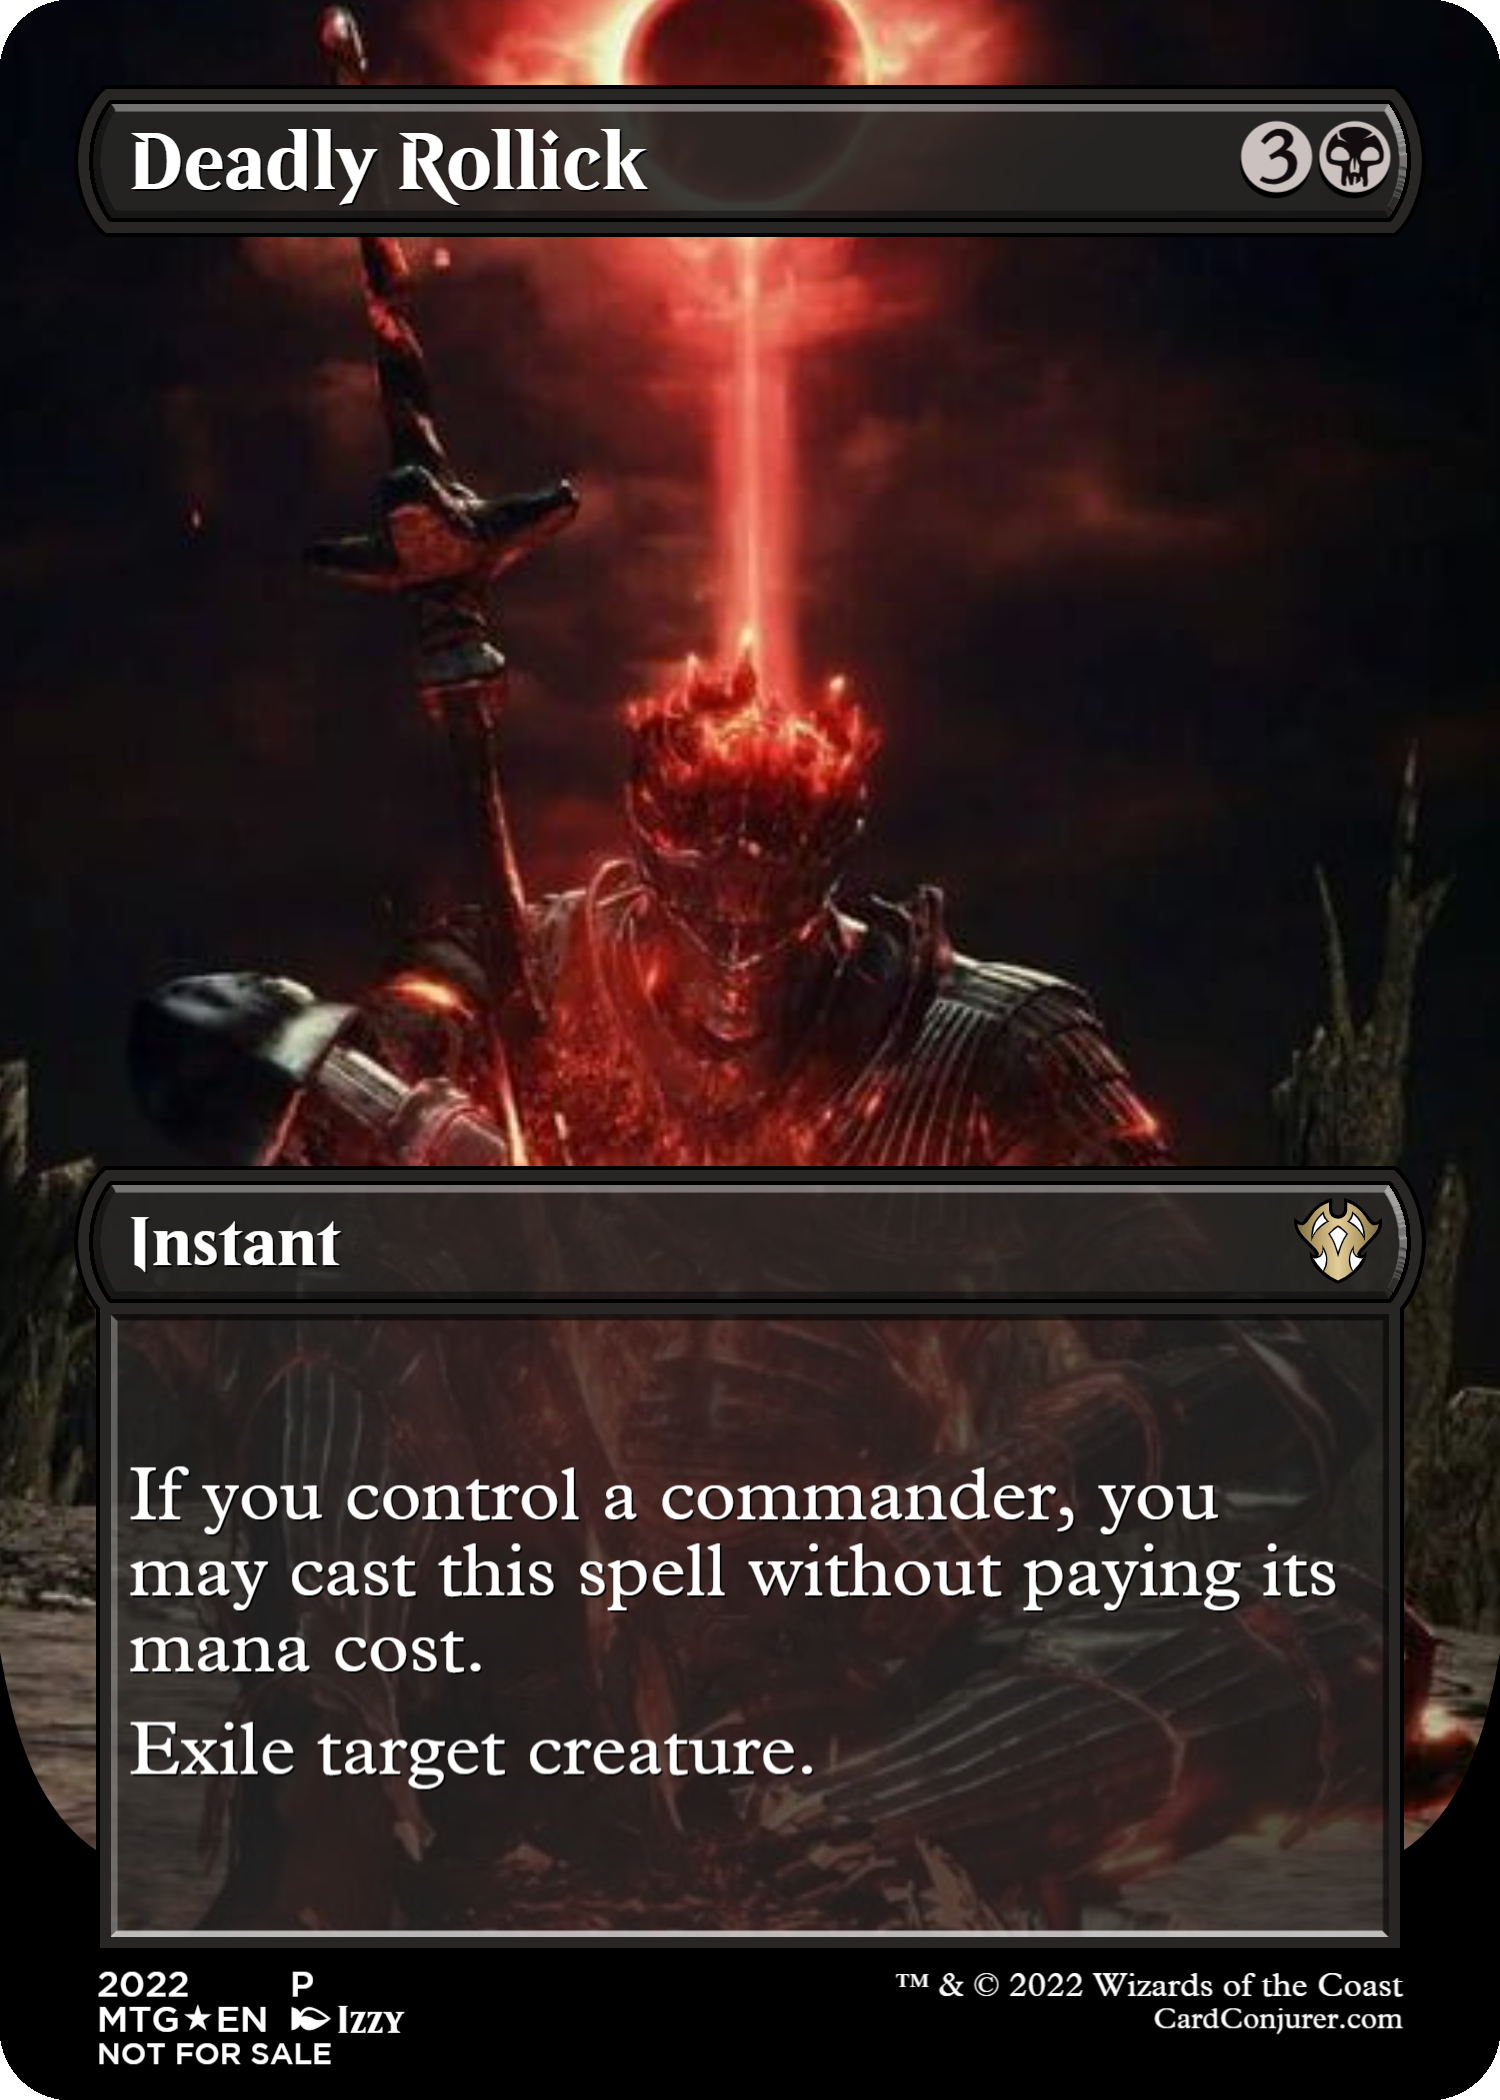 Deadly Rollick 3
Instant
If you control a commander, you
may cast this spell without paying its
mana cost.
Exile target creature.
2022 P
MTG★EN Izzy
NOT FOR SALE
™ & © 2022 Wizards of the Coast
CardConjurer.com